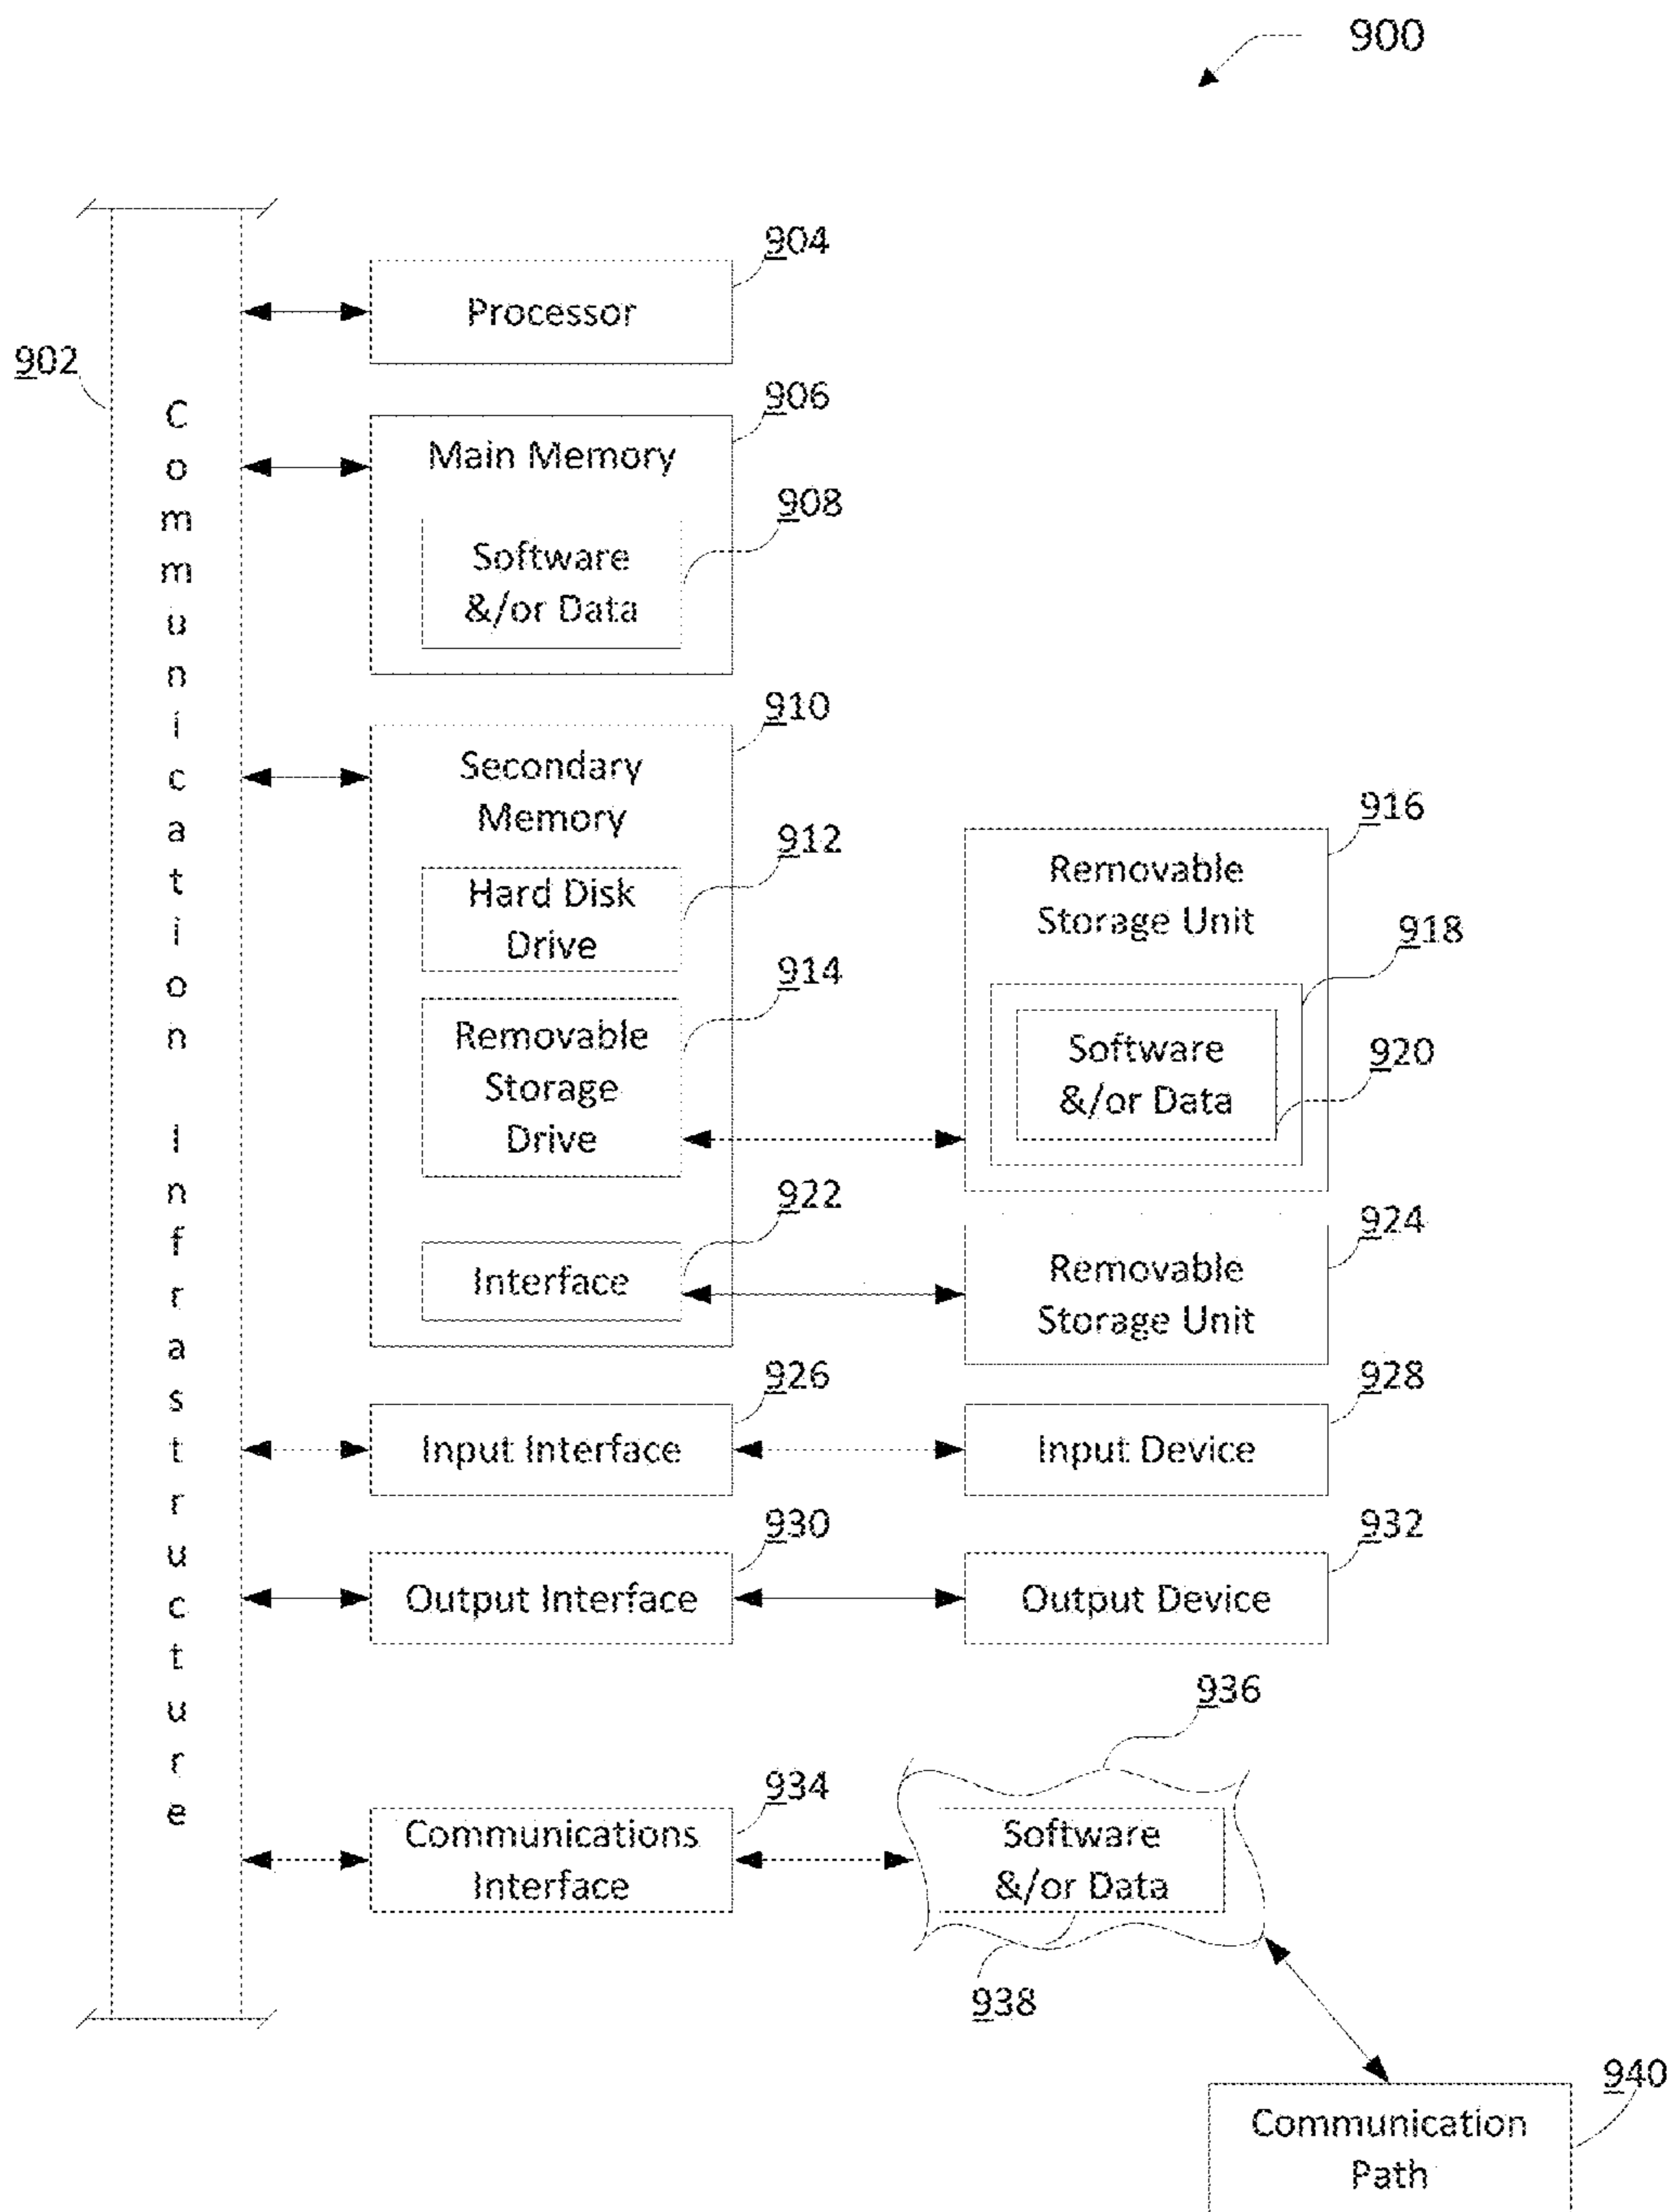 900
902
Communication Infrastructure
904
Processor
906
Main Memory
908
Software
&/or Data
910
Secondary
Memory
912
Hard Disk
Drive
914
Removable
Storage
Drive
916
Removable
Storage Unit
918
Software
&/or Data
920
922
Interface
924
Removable
Storage Unit
926
Input Interface
928
Input Device
930
Output Interface
932
Output Device
934
Communications
Interface
936
Software
&/or Data
938
940
Communication
Path